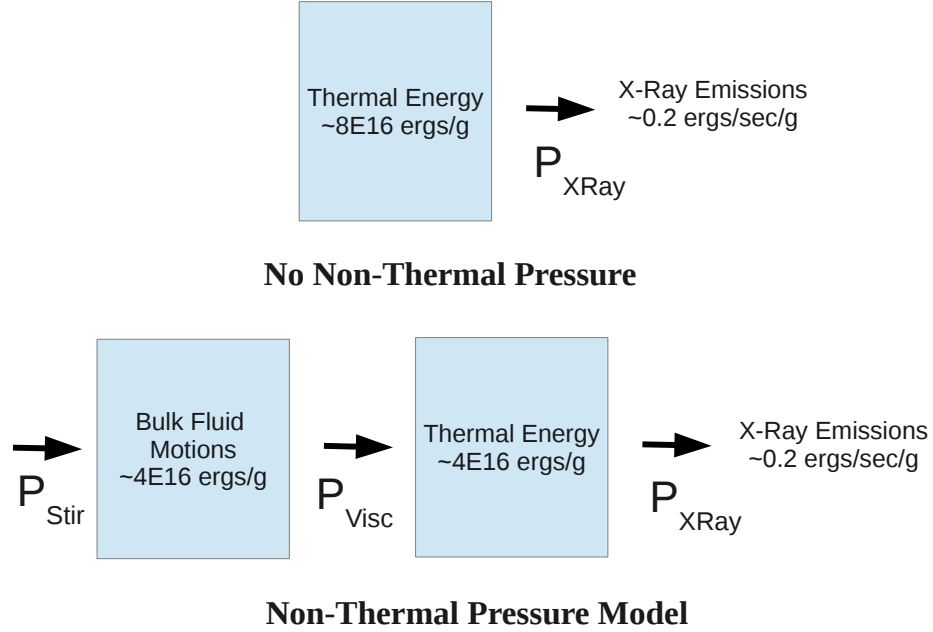 Thermal Energy
~8E16 ergs/g
X-Ray Emissions
~0.2 ergs/sec/g
P XRay
No Non-Thermal Pressure
Bulk Fluid
Motions
~4E16 ergs/g
Thermal Energy
~4E16 ergs/g
X-Ray Emissions
~0.2 ergs/sec/g
P Stir
P Visc
P XRay
Non-Thermal Pressure Model